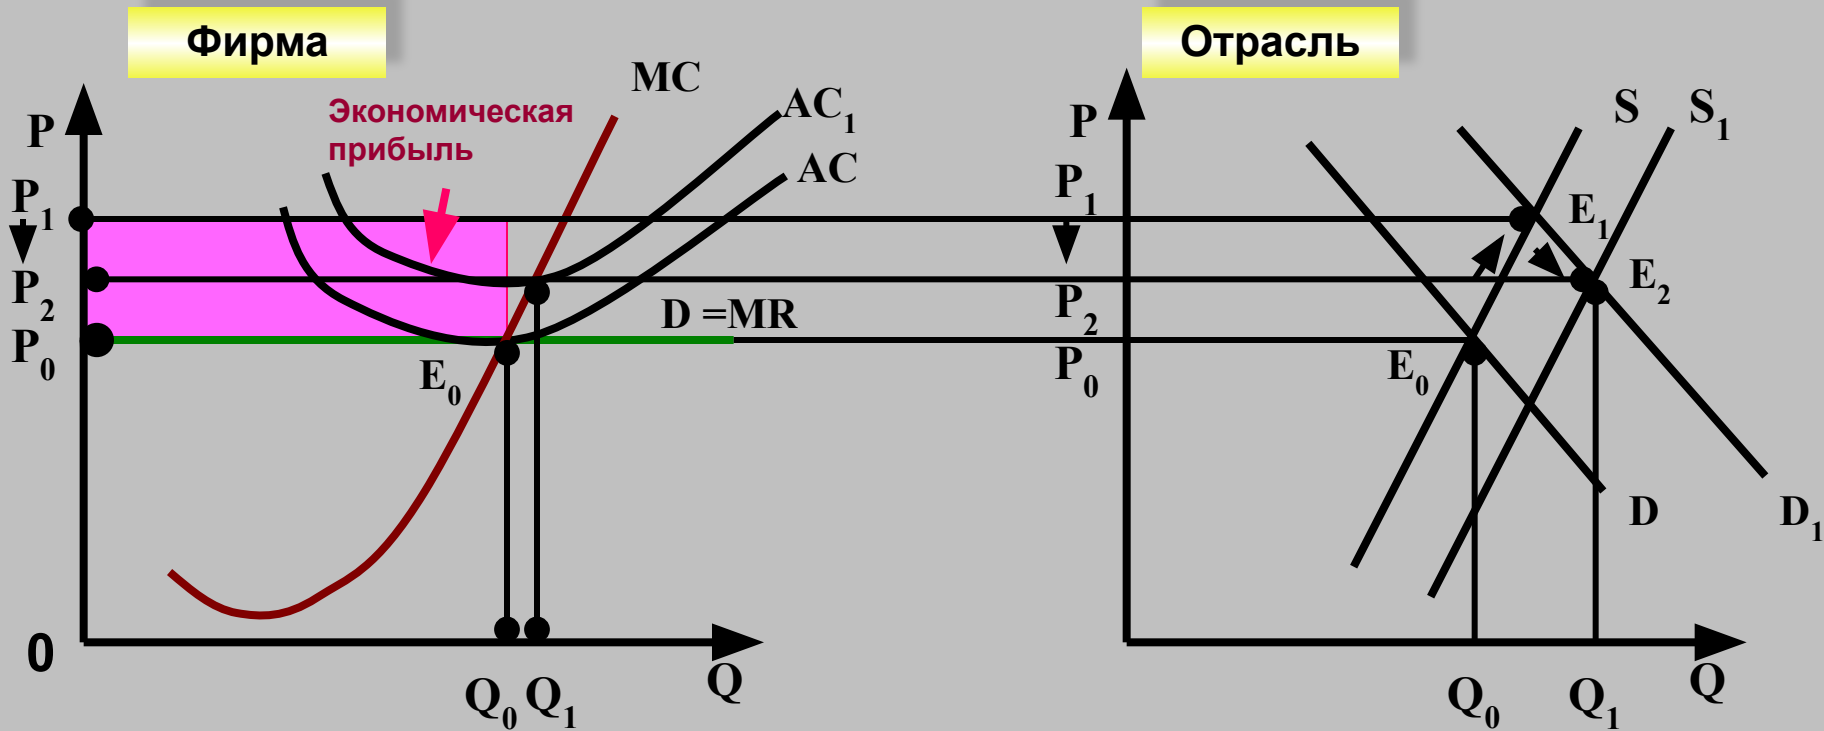 Фирма
Отрасль
MC
Экономическая
прибыль
AC1
AC
P
P1
P2
P0
D =MR
E0
0
Q0 Q1
Q
P
P1
P2
P0
S S1
E1
E2
E0
D
D1
Q0 Q1
Q